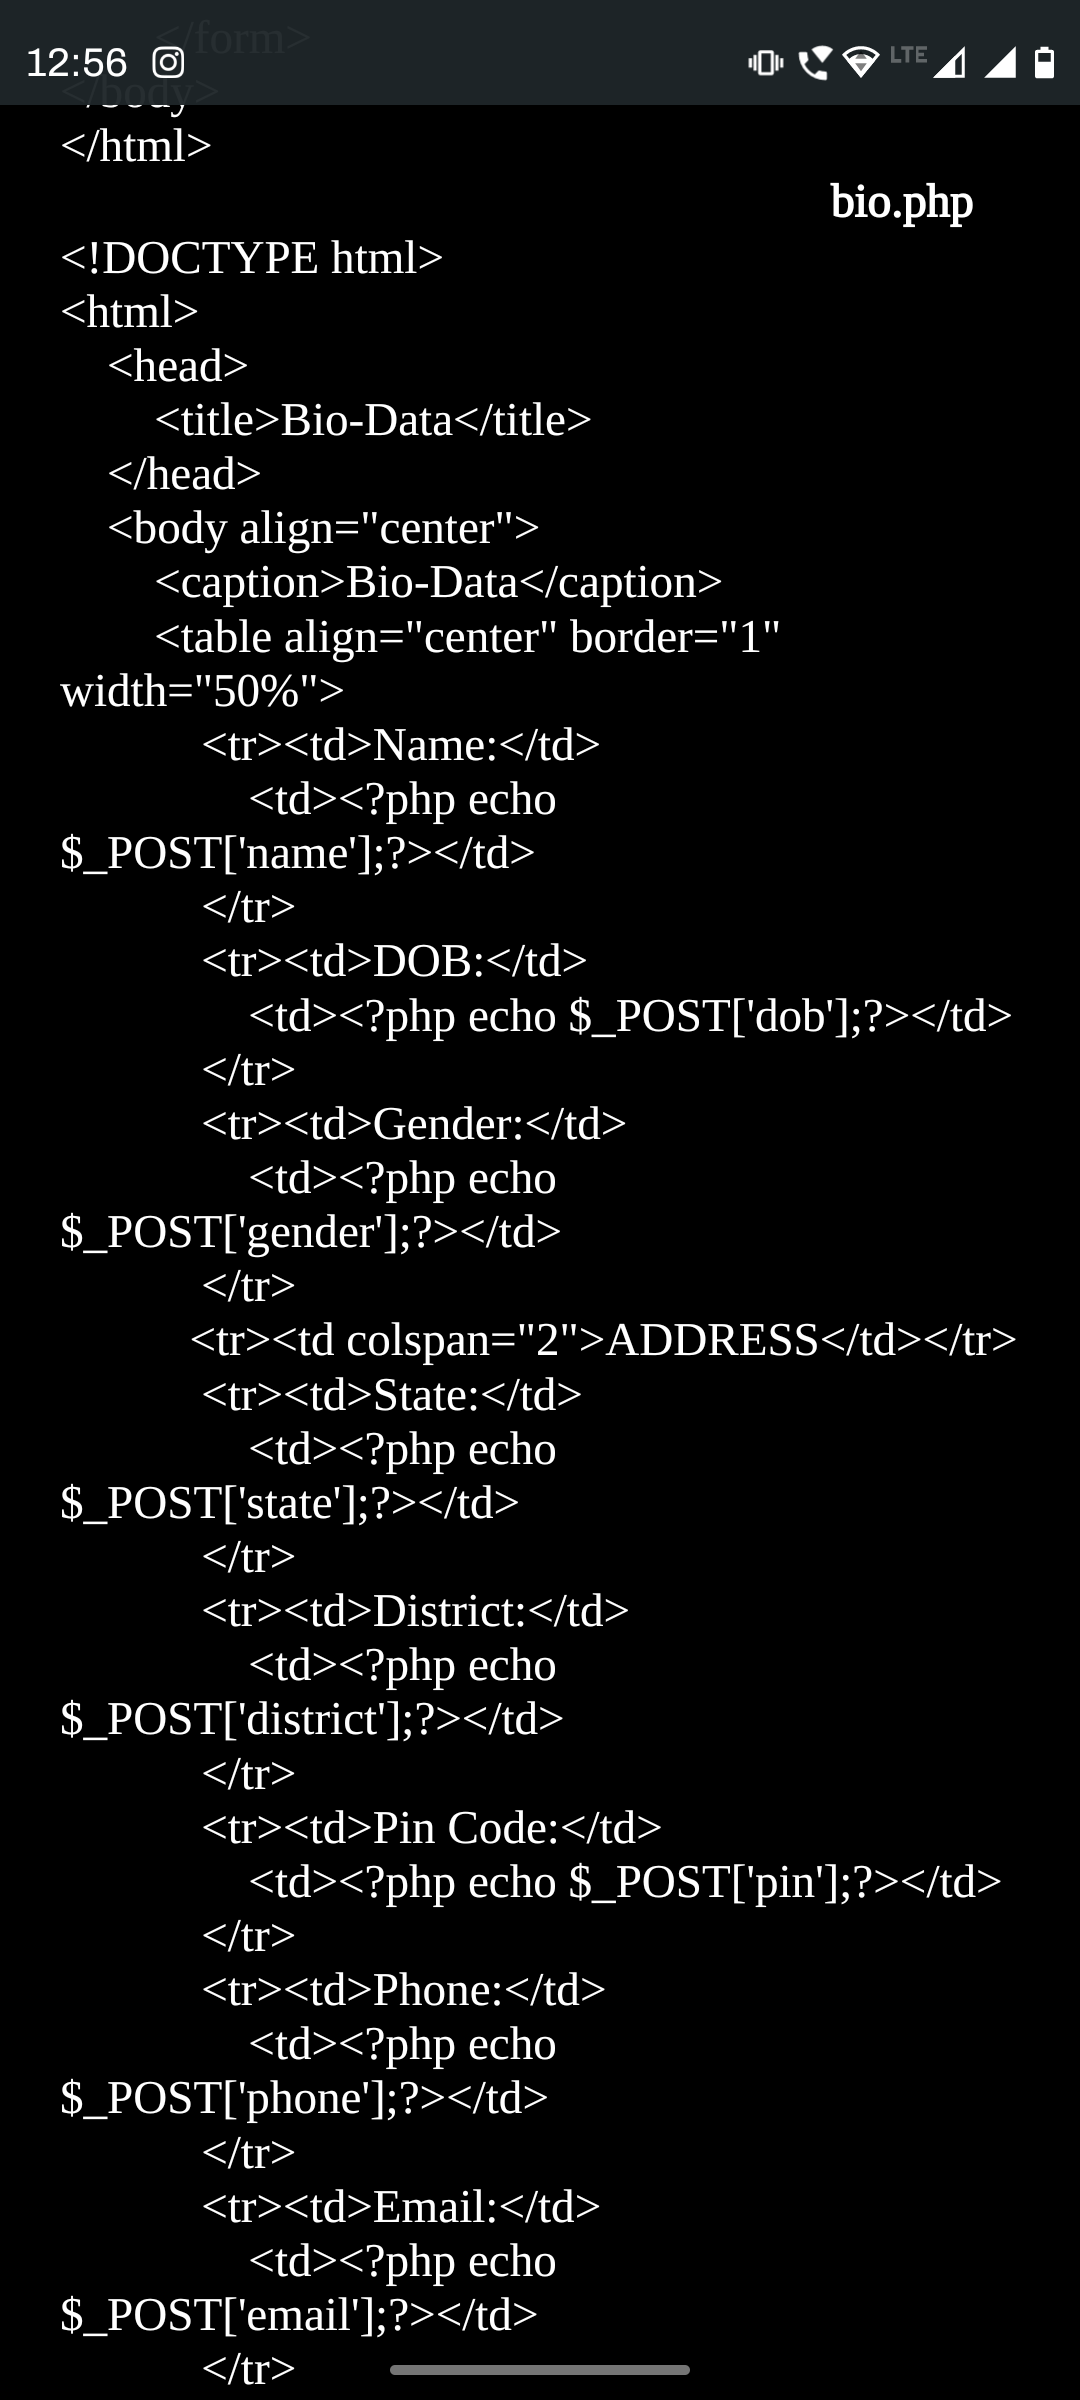 </form>
12:56 LTE
</body>
</html>
bio.php
<!DOCTYPE html>
<html>
<head>
<title>Bio-Data</title>
</head>
<body align="center">
<caption>Bio-Data</caption>
<table align="center" border="1"
width="50%">
<tr><td>Name:</td>
<td><?php echo
$_POST['name'];?></td>
</tr>
<tr><td>DOB:</td>
<td><?php echo $_POST['dob'];?></td>
</tr>
<tr><td>Gender:</td>
<td><?php echo
$_POST['gender'];?></td>
</tr>
<tr><td colspan="2">ADDRESS</td></tr>
<tr><td>State:</td>
<td><?php echo
$_POST['state'];?></td>
</tr>
<tr><td>District:</td>
<td><?php echo
$_POST['district'];?></td>
</tr>
<tr><td>Pin Code:</td>
<td><?php echo $_POST['pin'];?></td>
</tr>
<tr><td>Phone:</td>
<td><?php echo
$_POST['phone'];?></td>
</tr>
<tr><td>Email:</td>
<td><?php echo
$_POST['email'];?></td>
</tr>